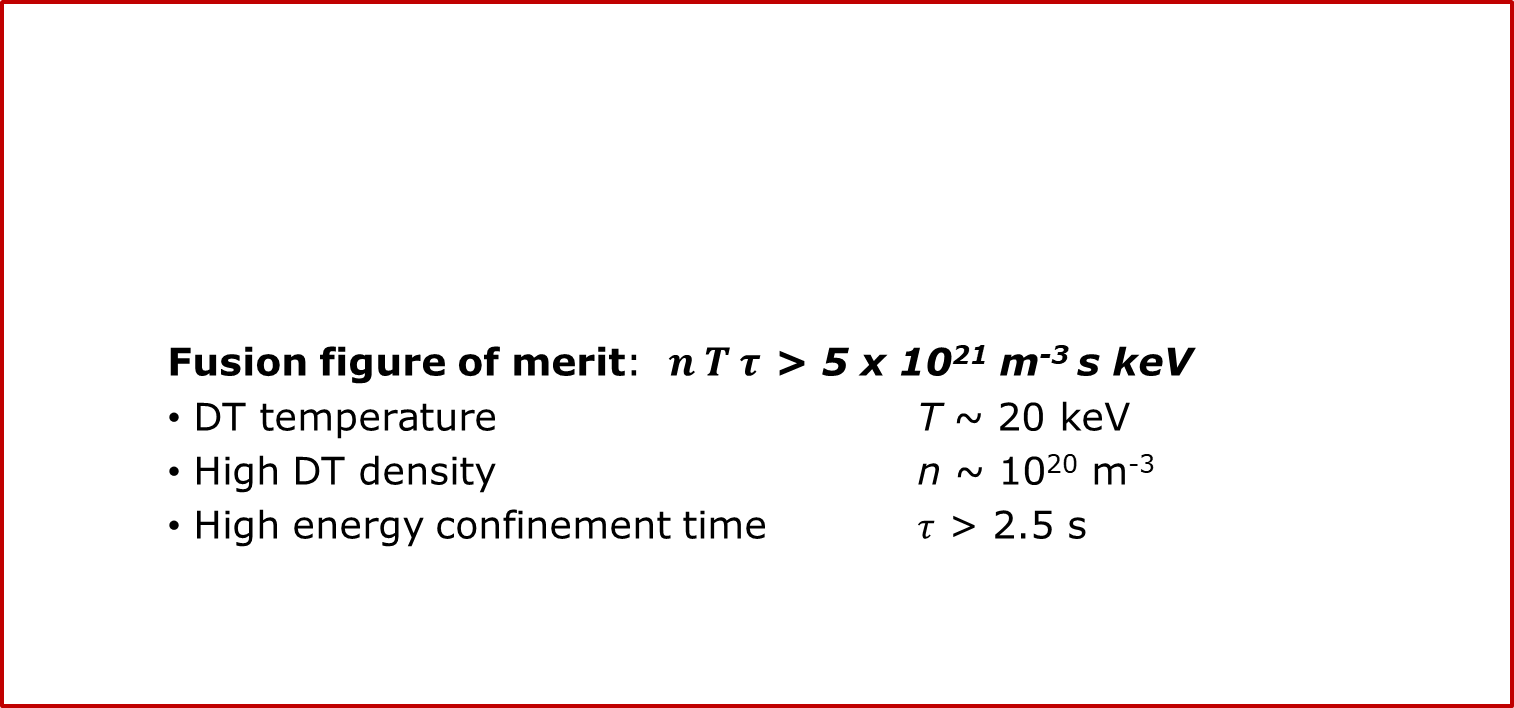 Fusion figure of merit: n T τ > 5 x 10²¹ m⁻³ s keV
• DT temperature T ~ 20 keV
• High DT density n ~ 10²⁰ m⁻³
• High energy confinement time τ > 2.5 s